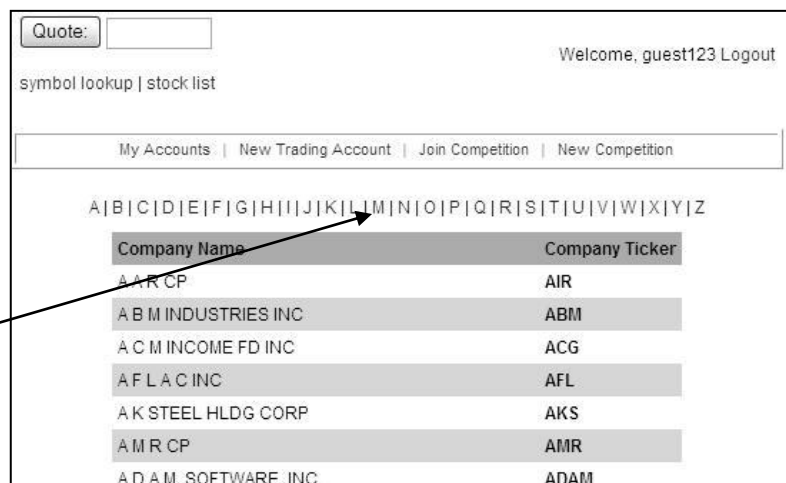 Quote:
Welcome, guest123 Logout
symbol lookup | stock list
My Accounts | New Trading Account | Join Competition | New Competition
A|B|C|D|E|F|G|H|I|J|K|L|M|N|O|P|Q|R|S|T|U|V|W|X|Y|Z
Company Name Company Ticker
A A R CP AIR
A B M INDUSTRIES INC ABM
A C M INCOME FD INC ACG
A F L A C INC AFL
A K STEEL HLDG CORP AKS
A M R CP AMR
A D A M. SOFTWARE, INC ADAM